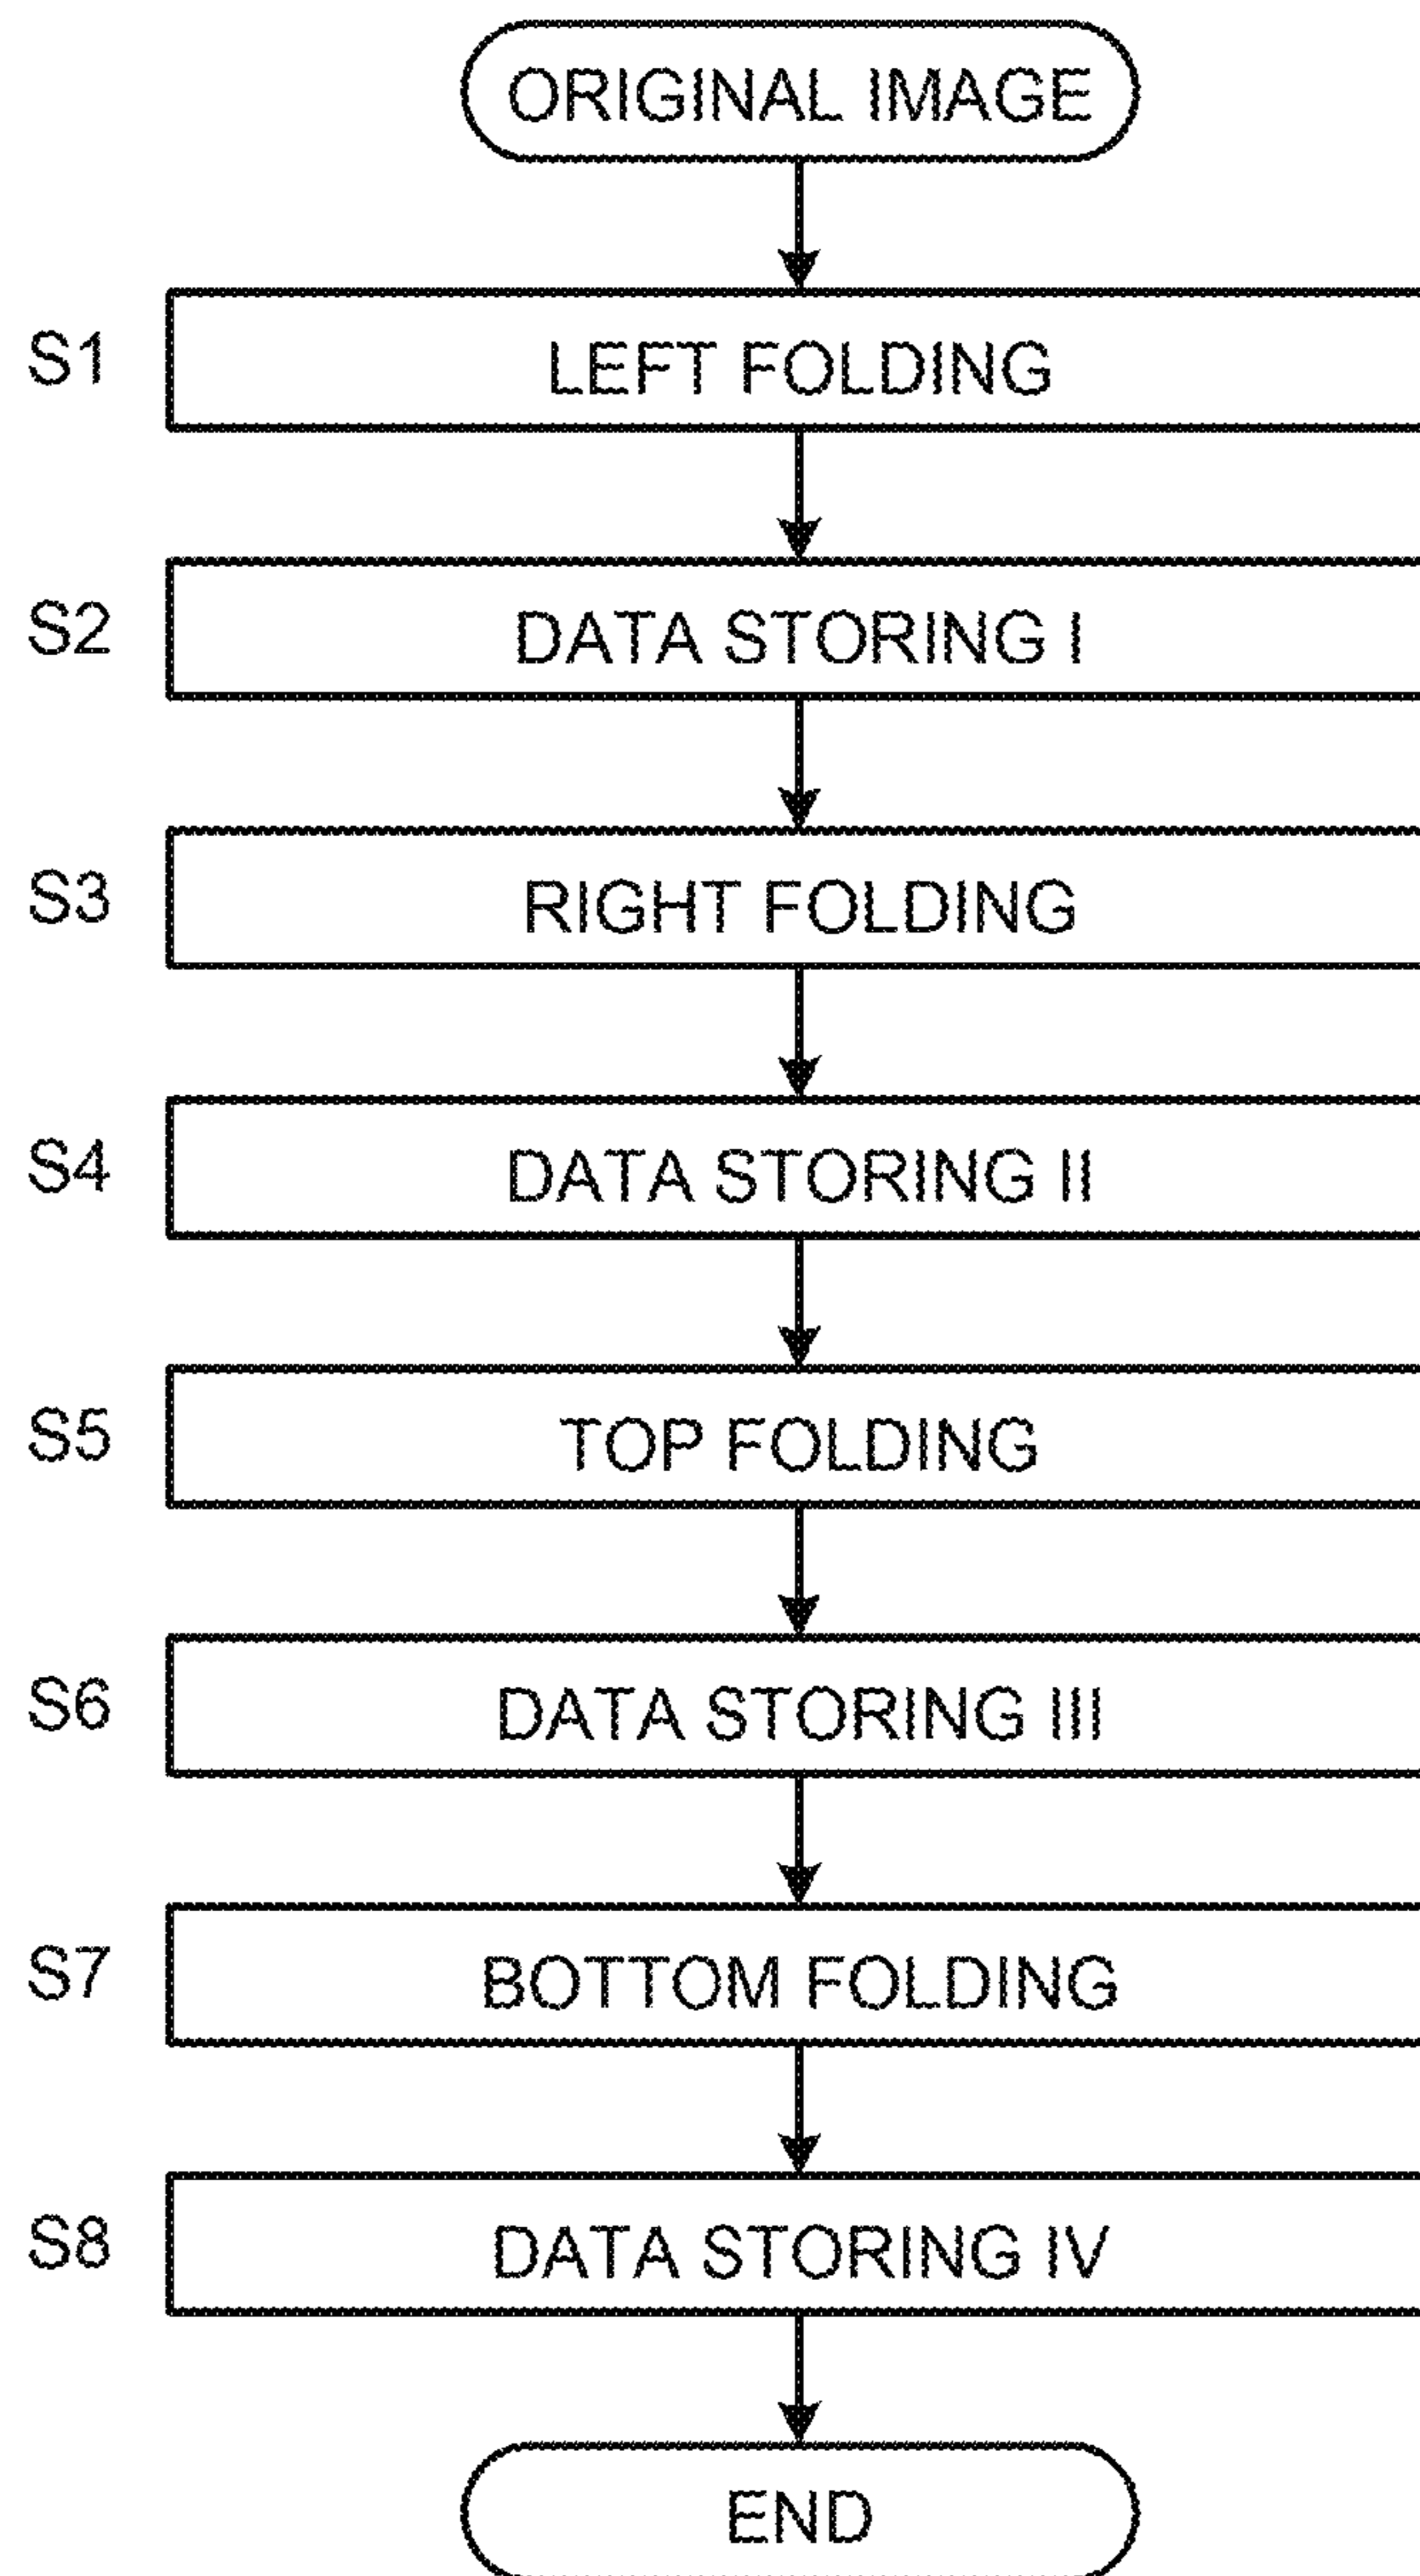 ORIGINAL IMAGE
S1 LEFT FOLDING
S2 DATA STORING I
S3 RIGHT FOLDING
S4 DATA STORING II
S5 TOP FOLDING
S6 DATA STORING III
S7 BOTTOM FOLDING
S8 DATA STORING IV
END